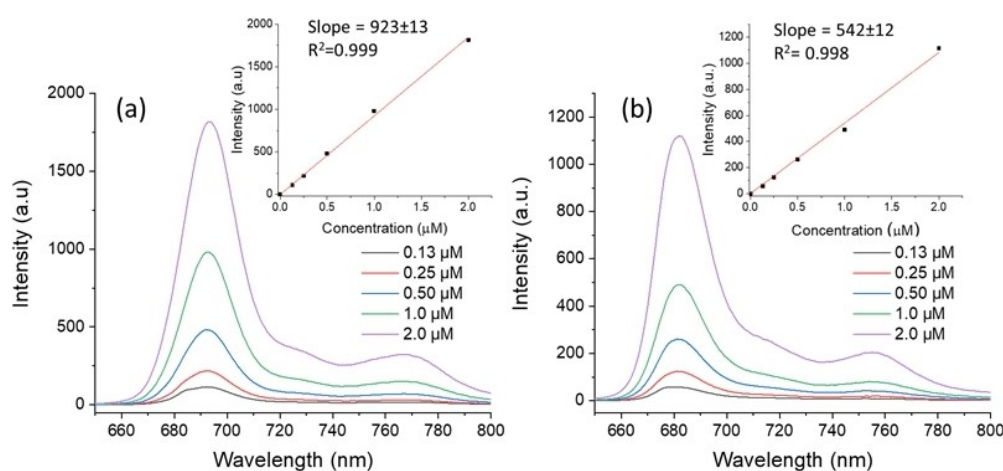 (a)
Slope = 923±13
R²=0.999
Intensity (a.u)
2000
1500
1000
500
0
0.0 0.5 1.0 1.5 2.0
Concentration (µM)
0.13 µM
0.25 µM
0.50 µM
1.0 µM
2.0 µM
Intensity (a.u)
2000
1500
1000
500
0
660 680 700 720 740 760 780 800
Wavelength (nm)
(b)
Slope = 542±12
R²= 0.998
Intensity (a.u.)
1200
1000
800
600
400
200
0
0.0 0.5 1.0 1.5 2.0
Concentration (µM)
0.13 µM
0.25 µM
0.50 µM
1.0 µM
2.0 µM
Intensity (a.u.)
1200
1000
800
600
400
200
0
660 680 700 720 740 760 780 800
Wavelength (nm)